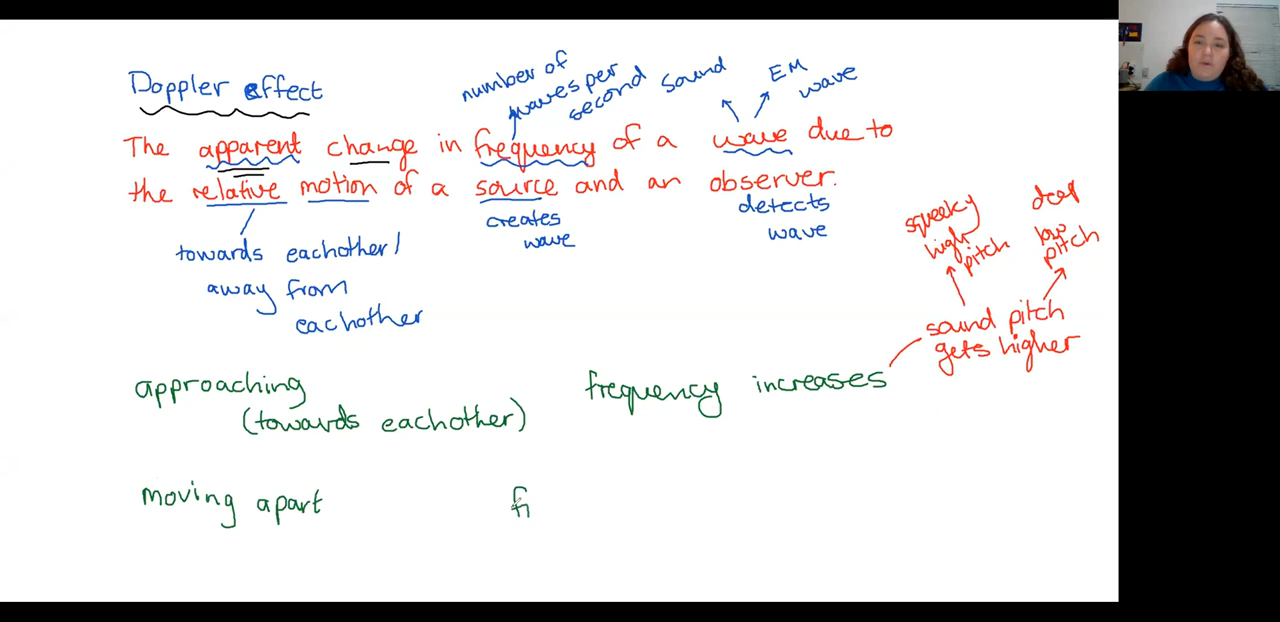 Doppler effect
number of
waves per
second
sound
EM
wave
The apparent change in frequency of a wave due to
the relative motion of a source and an observer.
creates
wave
detects
wave
towards eachother/
away from
eachother
squeeky
high
pitch
deep
low
pitch
sound pitch
gets higher
approaching
(towards eachother)
frequency increases
moving apart
fr